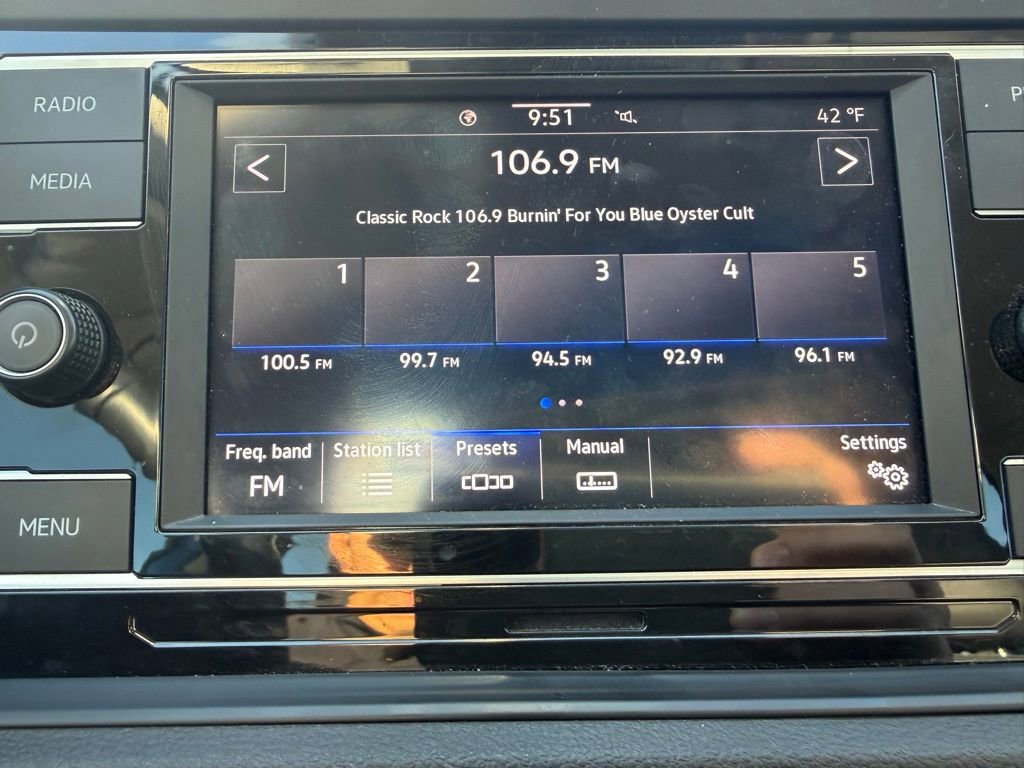 RADIO
MEDIA
MENU
9:51
42 °F
<
106.9 FM
>
Classic Rock 106.9 Burnin' For You Blue Oyster Cult
1
2
3
4
5
100.5 FM
99.7 FM
94.5 FM
92.9 FM
96.1 FM
Freq. band
FM
Station list
Presets
Manual
Settings